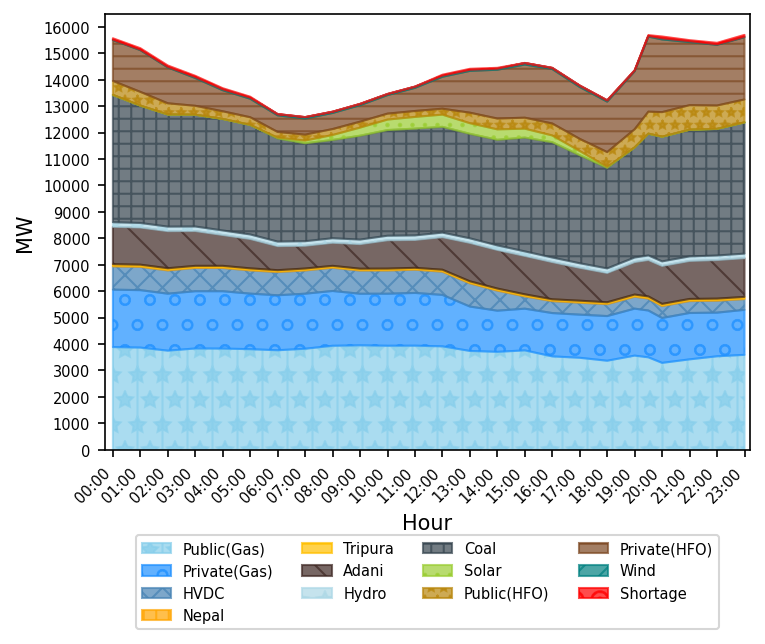 16000
15000
14000
13000
12000
11000
10000
9000
8000
7000
6000
5000
4000
3000
2000
1000
0
MW
00:00 01:00 02:00 03:00 04:00 05:00 06:00 07:00 08:00 09:00 10:00 11:00 12:00 13:00 14:00 15:00 16:00 17:00 18:00 19:00 20:00 21:00 22:00 23:00
Hour
Public(Gas) Tripura Coal Private(HFO)
Private(Gas) Adani Solar Wind
HVDC Hydro Public(HFO) Shortage
Nepal